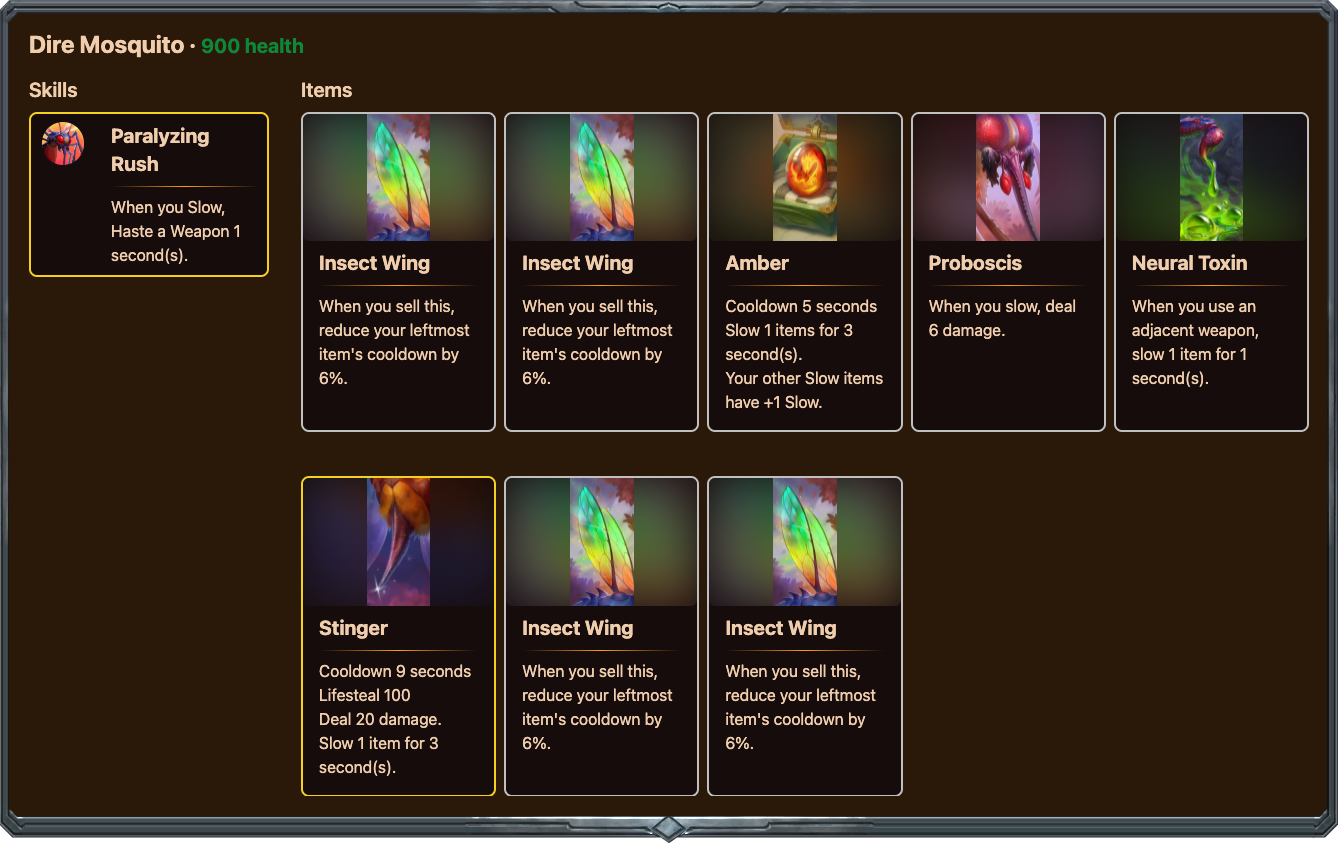 Dire Mosquito · 900 health
Skills
Paralyzing
Rush
When you Slow,
Haste a Weapon 1
second(s).
Items
Insect Wing
When you sell this,
reduce your leftmost
item's cooldown by
6%.
Insect Wing
When you sell this,
reduce your leftmost
item's cooldown by
6%.
Amber
Cooldown 5 seconds
Slow 1 items for 3
second(s).
Your other Slow items
have +1 Slow.
Proboscis
When you slow, deal
6 damage.
Neural Toxin
When you use an
adjacent weapon,
slow 1 item for 1
second(s).
Stinger
Cooldown 9 seconds
Lifesteal 100
Deal 20 damage.
Slow 1 item for 3
second(s).
Insect Wing
When you sell this,
reduce your leftmost
item's cooldown by
6%.
Insect Wing
When you sell this,
reduce your leftmost
item's cooldown by
6%.